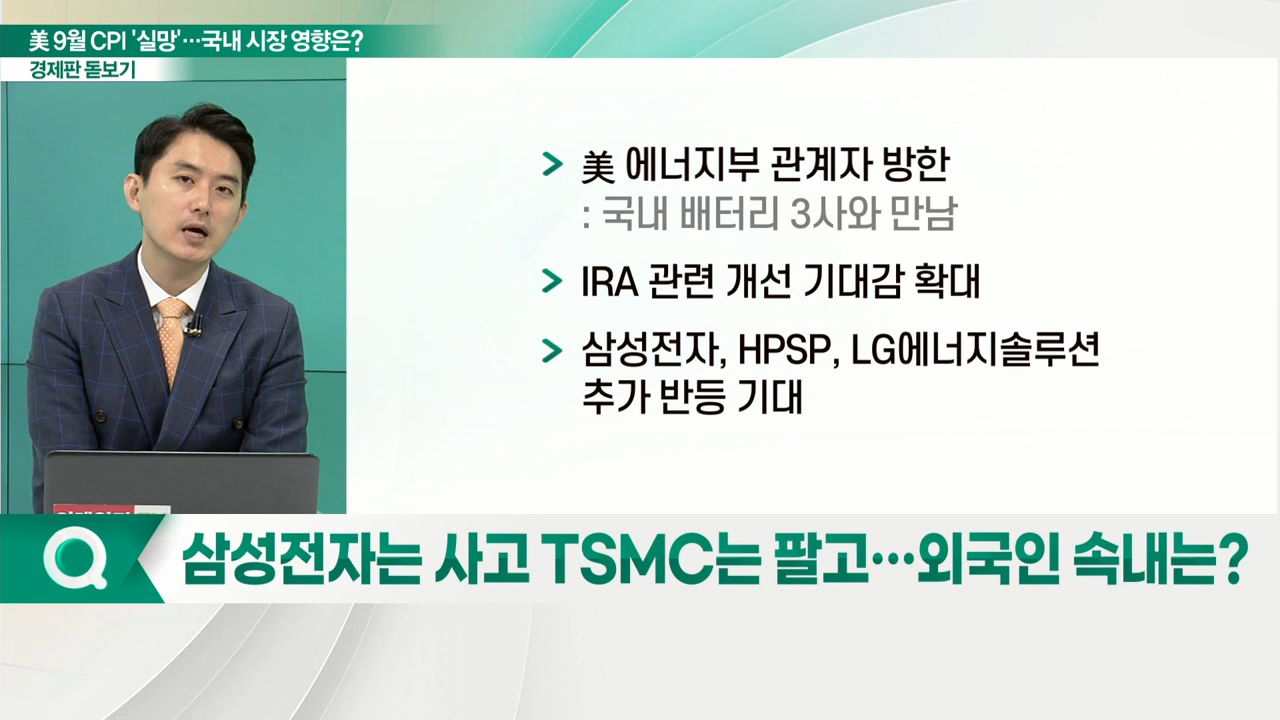 美 9월 CPI '실망'…국내 시장 영향은?
경제판 돋보기
> 美 에너지부 관계자 방한
: 국내 배터리 3사와 만남
> IRA 관련 개선 기대감 확대
> 삼성전자, HPSP, LG에너지솔루션
추가 반등 기대
Q 삼성전자는 사고 TSMC는 팔고…외국인 속내는?